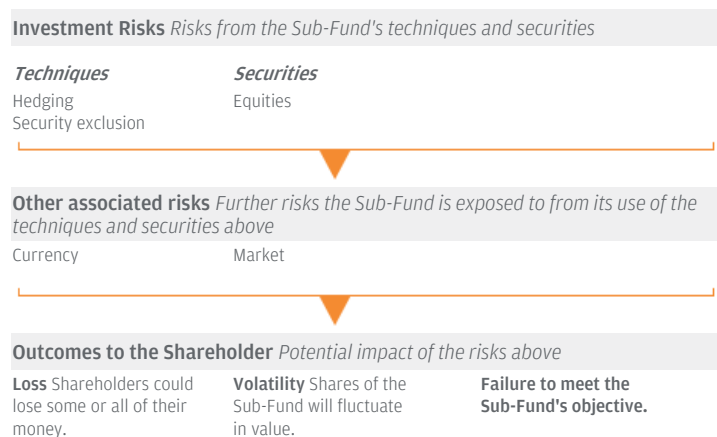 Investment Risks Risks from the Sub-Fund's techniques and securities
Techniques
Securities
Hedging
Equities
Security exclusion
Other associated risks Further risks the Sub-Fund is exposed to from its use of the
techniques and securities above
Currency
Market
Outcomes to the Shareholder Potential impact of the risks above
Loss Shareholders could
lose some or all of their
money.
Volatility Shares of the
Sub-Fund will fluctuate
in value.
Failure to meet the
Sub-Fund's objective.